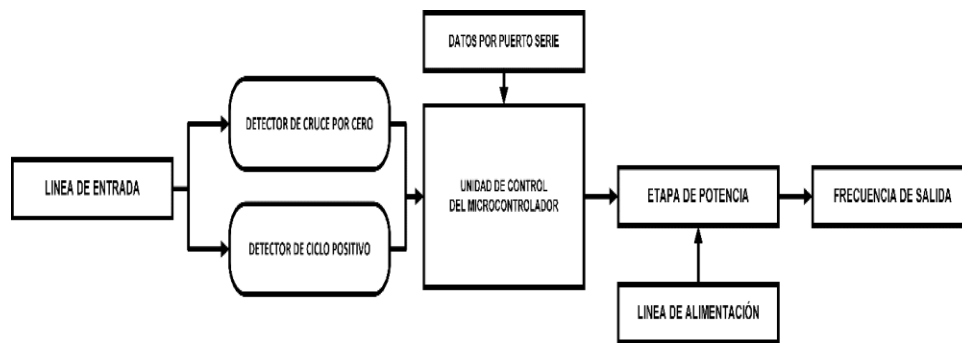 DATOS POR PUERTO SERIE
DETECTOR DE CRUCE POR CERO
LINEA DE ENTRADA
UNIDAD DE CONTROL
DEL MICROCONTROLADOR
ETAPA DE POTENCIA
FRECUENCIA DE SALIDA
DETECTOR DE CICLO POSITIVO
LINEA DE ALIMENTACIÓN